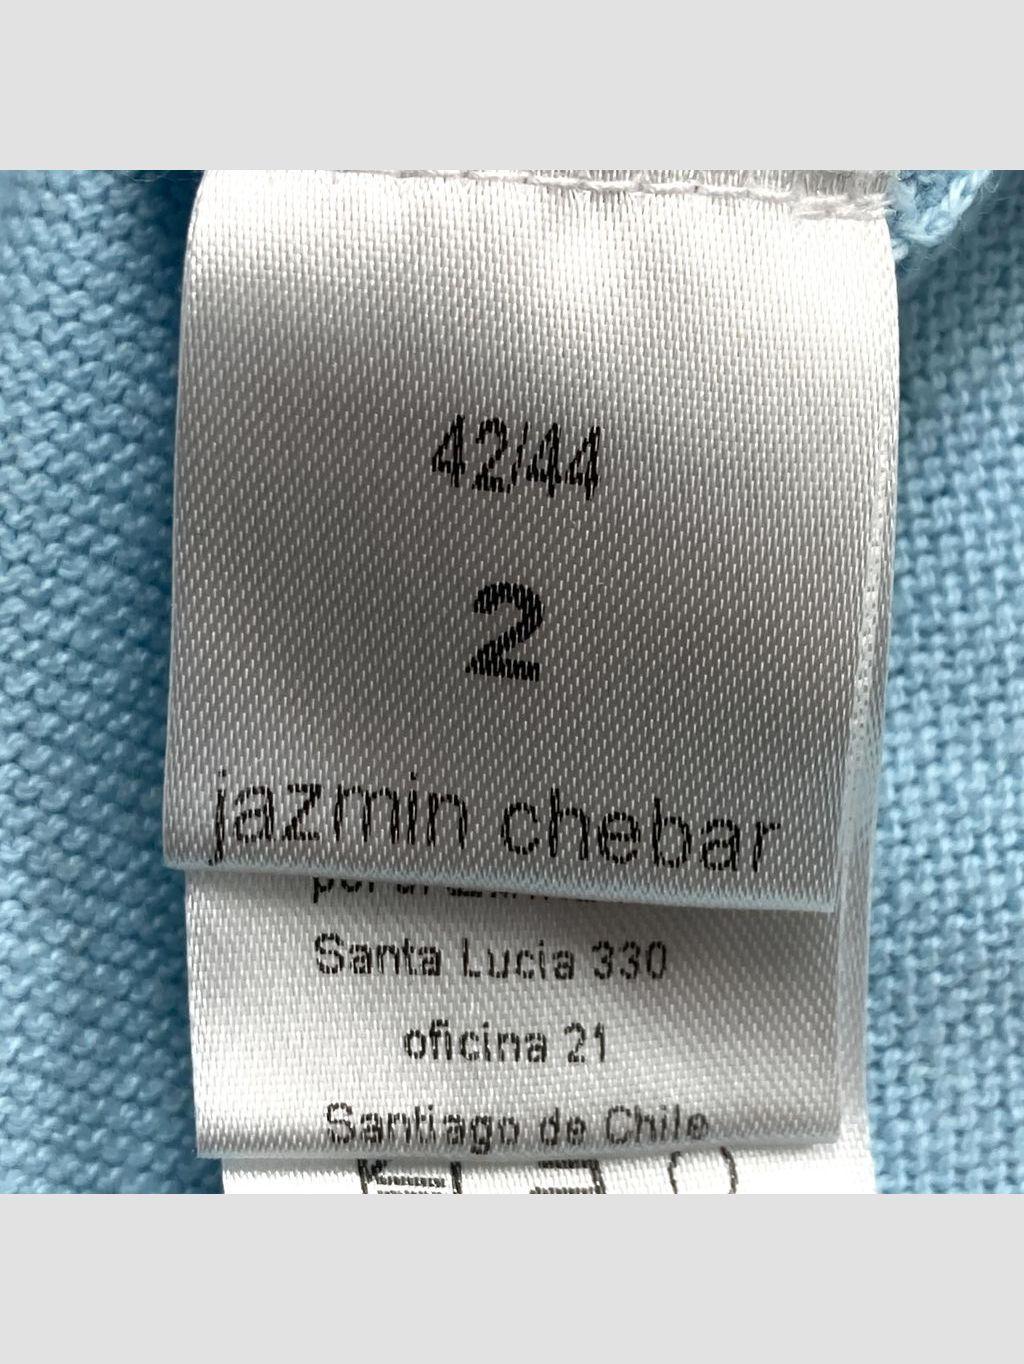 42/44
2
jazmin chebar
Santa Lucia 330
oficina 21
Santiago de Chile